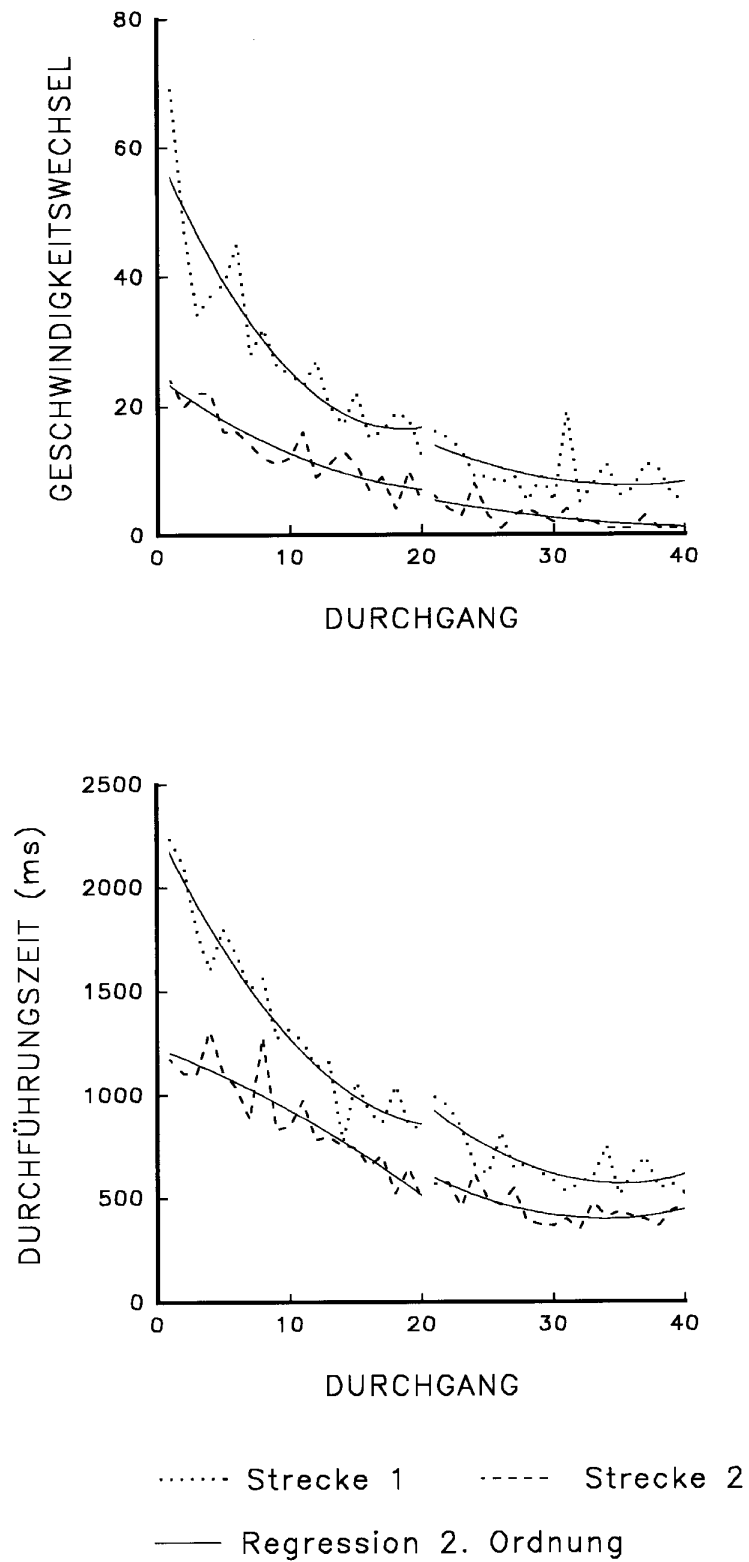 80
60
40
20
0
GESCHWINDIGKEITSWECHSEL
0 10 20 30 40
DURCHGANG
2500
2000
1500
1000
500
0
DURCHFÜHRUNGSZEIT (ms)
0 10 20 30 40
DURCHGANG
Strecke 1 Strecke 2
Regression 2. Ordnung